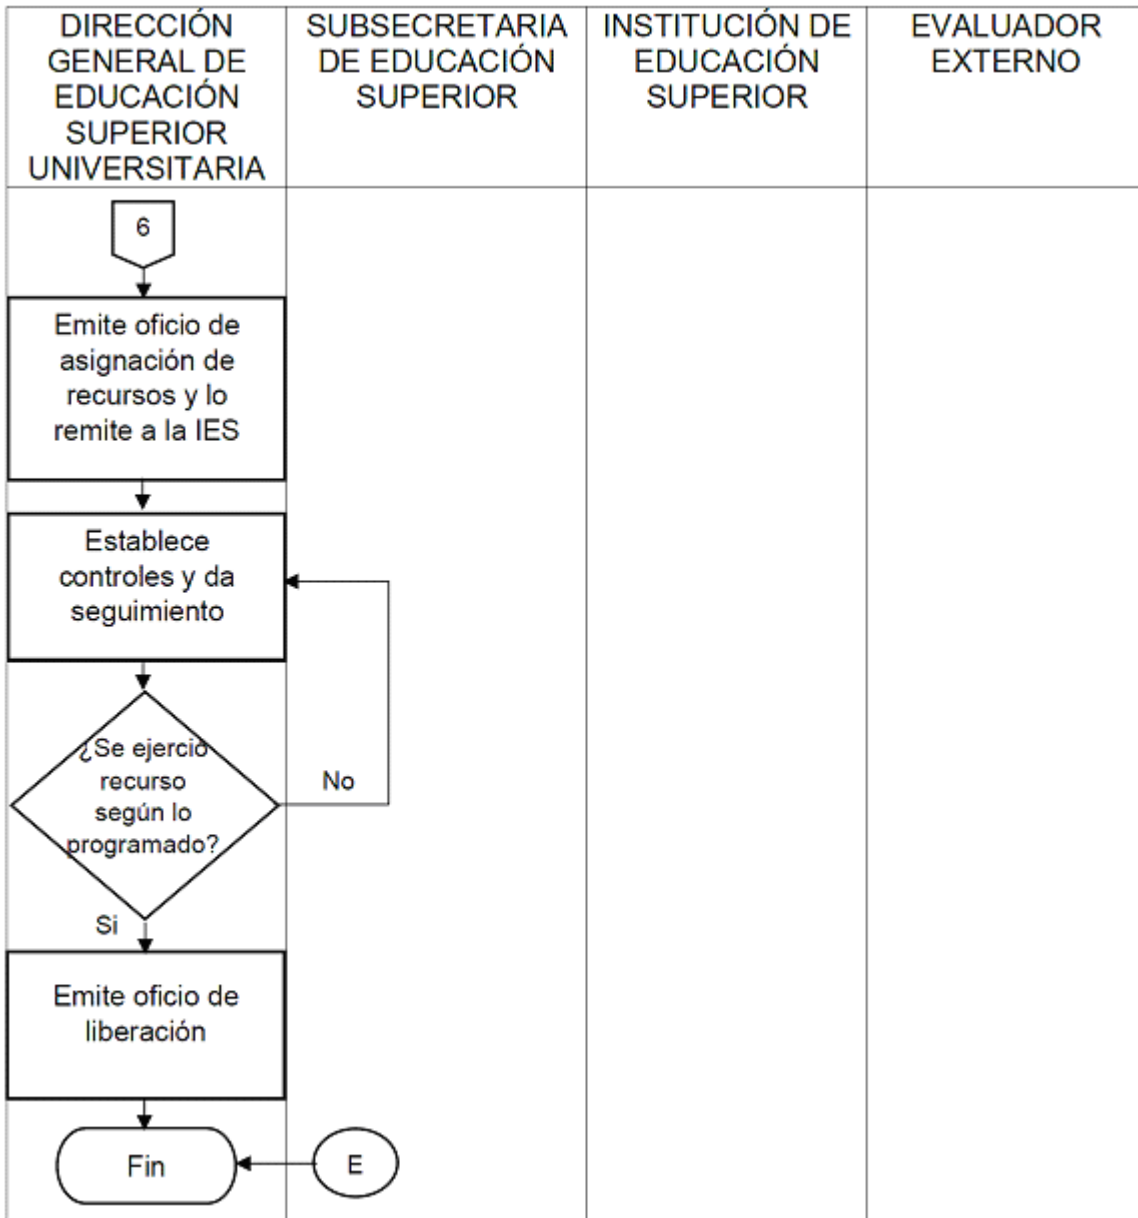 DIRECCIÓN
GENERAL DE
EDUCACIÓN
SUPERIOR
UNIVERSITARIA
SUBSECRETARIA
DE EDUCACIÓN
SUPERIOR
INSTITUCIÓN DE
EDUCACIÓN
SUPERIOR
EVALUADOR
EXTERNO
6
Emite oficio de
asignación de
recursos y lo
remite a la IES
Establece
controles y da
seguimiento
¿Se ejerció
recurso
según lo
programado?
No
Si
Emite oficio de
liberación
Fin
E